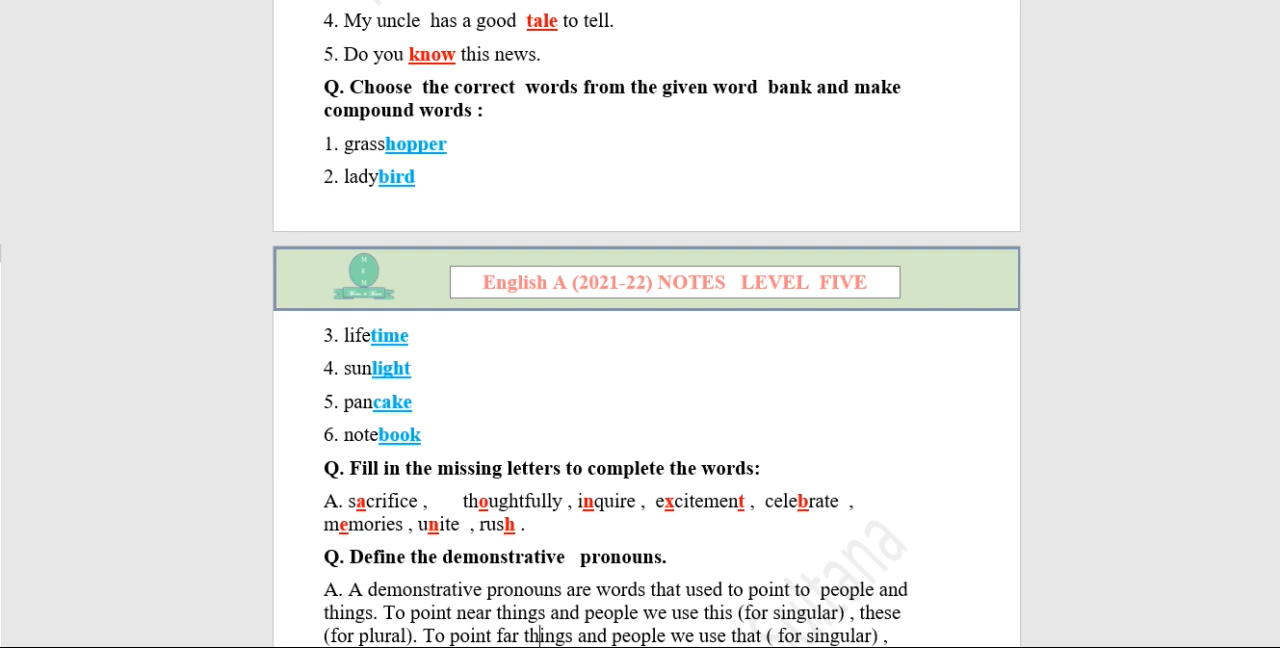 4. My uncle has a good tale to tell.
5. Do you know this news.
Q. Choose the correct words from the given word bank and make
compound words :
1. grasshopper
2. ladybird
English A (2021-22) NOTES LEVEL FIVE
3. lifetime
4. sunlight
5. pancake
6. notebook
Q. Fill in the missing letters to complete the words:
A. sacrifice , thoughtfully , inquire , excitement , celebrate ,
memories , unite , rush .
Q. Define the demonstrative pronouns.
A. A demonstrative pronouns are words that used to point to people and
things. To point near things and people we use this (for singular) , these
(for plural). To point far things and people we use that ( for singular) ,